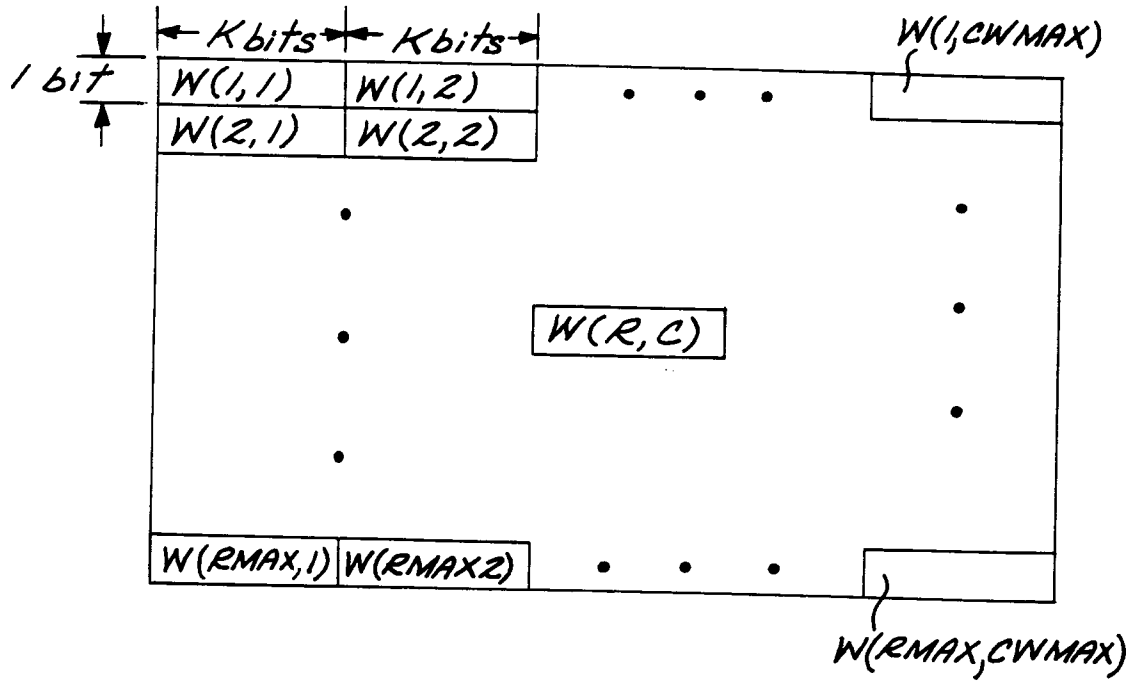 K bits K bits
W(1,CWMAX)
1 bit
W(1,1) W(1,2)
W(2,1) W(2,2)
W(R,C)
W(RMAX,1) W(RMAX2)
W(RMAX,CWMAX)